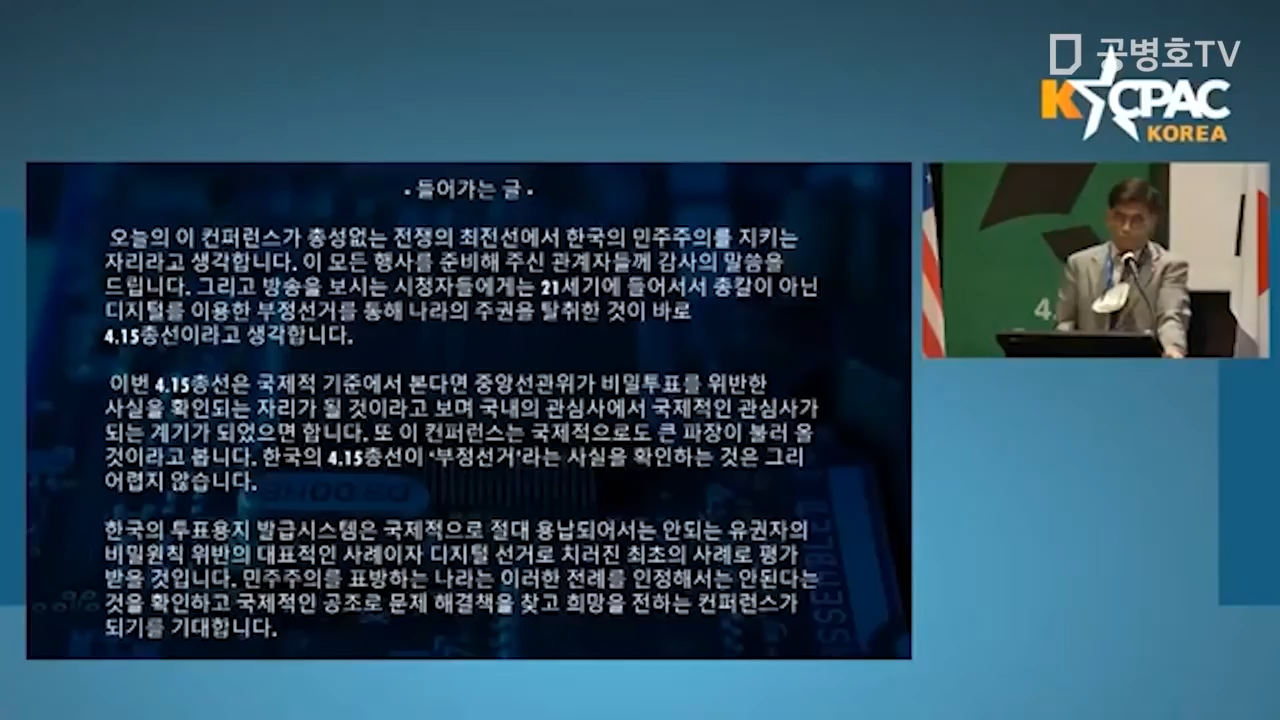 공병호TV
K CPAC
KOREA
- 들어가는 글 -
오늘의 이 컨퍼런스가 총성없는 전쟁의 최전선에서 한국의 민주주의를 지키는
자리라고 생각합니다. 이 모든 행사를 준비해 주신 관계자들께 감사의 말씀을
드립니다. 그리고 방송을 보시는 시청자들에게는 21세기에 들어서서 총칼이 아닌
디지털를 이용한 부정선거를 통해 나라의 주권을 탈취한 것이 바로
4.15총선이라고 생각합니다.
이번 4.15총선은 국제적 기준에서 본다면 중앙선관위가 비밀투표를 위반한
사실을 확인되는 자리가 될 것이라고 보며 국내의 관심사에서 국제적인 관심사가
되는 계기가 되었으면 합니다. 또 이 컨퍼런스는 국제적으로도 큰 파장이 불러 올
것이라고 봅니다. 한국의 4.15총선이 '부정선거'라는 사실을 확인하는 것은 그리
어렵지 않습니다.
한국의 투표용지 발급시스템은 국제적으로 절대 용납되어서는 안되는 유권자의
비밀원칙 위반의 대표적인 사례이자 디지털 선거로 치러진 최초의 사례로 평가
받을 것입니다. 민주주의를 표방하는 나라는 이러한 전례를 인정해서는 안된다는
것을 확인하고 국제적인 공조로 문제 해결책을 찾고 희망을 전하는 컨퍼런스가
되기를 기대합니다.
4.